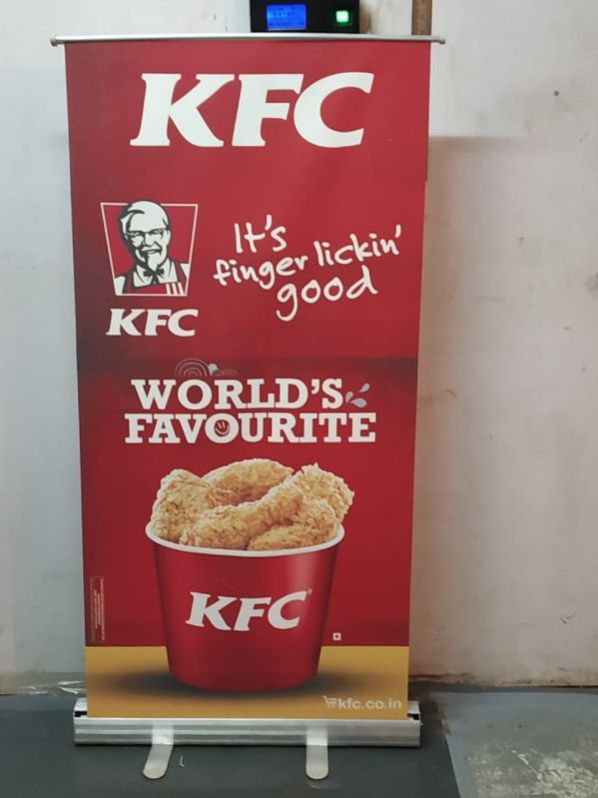 KFC
It's
finger lickin'
good
KFC
WORLD'S
FAVOURITE
KFC
kfc.co.in